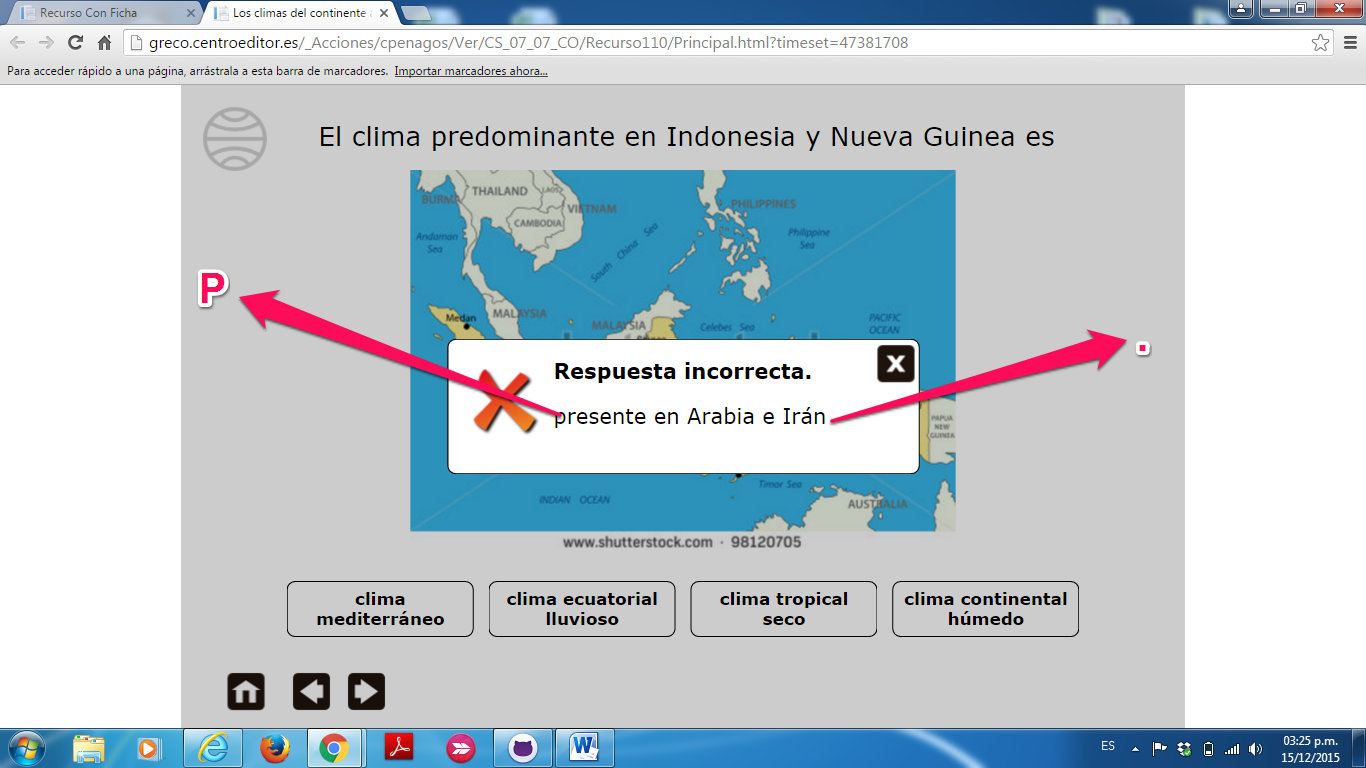 Recurso Con Ficha
Los climas del continente
greco.centroeditor.es/_Acciones/cpenagos/Ver/CS_07_07_CO/Recurso110/Principal.html?timeset=47381708
Para acceder rápido a una página, arrástrala a esta barra de marcadores. Importar marcadores ahora...
El clima predominante en Indonesia y Nueva Guinea es
BURMA
THAILAND
LAOS
VIETNAM
CAMBODIA
PHILIPPINES
Andaman
Sea
South China Sea
Philippine
Sea
P
Medan
MALAYSIA
MALAYSIA
Celebes Sea
PACIFIC
OCEAN
.
Respuesta incorrecta.
X
presente en Arabia e Irán
PAPUA
NEW
GUINEA
Timor Sea
INDIAN OCEAN
AUSTRALIA
www.shutterstock.com · 98120705
clima
mediterráneo
clima ecuatorial
lluvioso
clima tropical
seco
clima continental
húmedo
ES
03:25 p.m.
15/12/2015